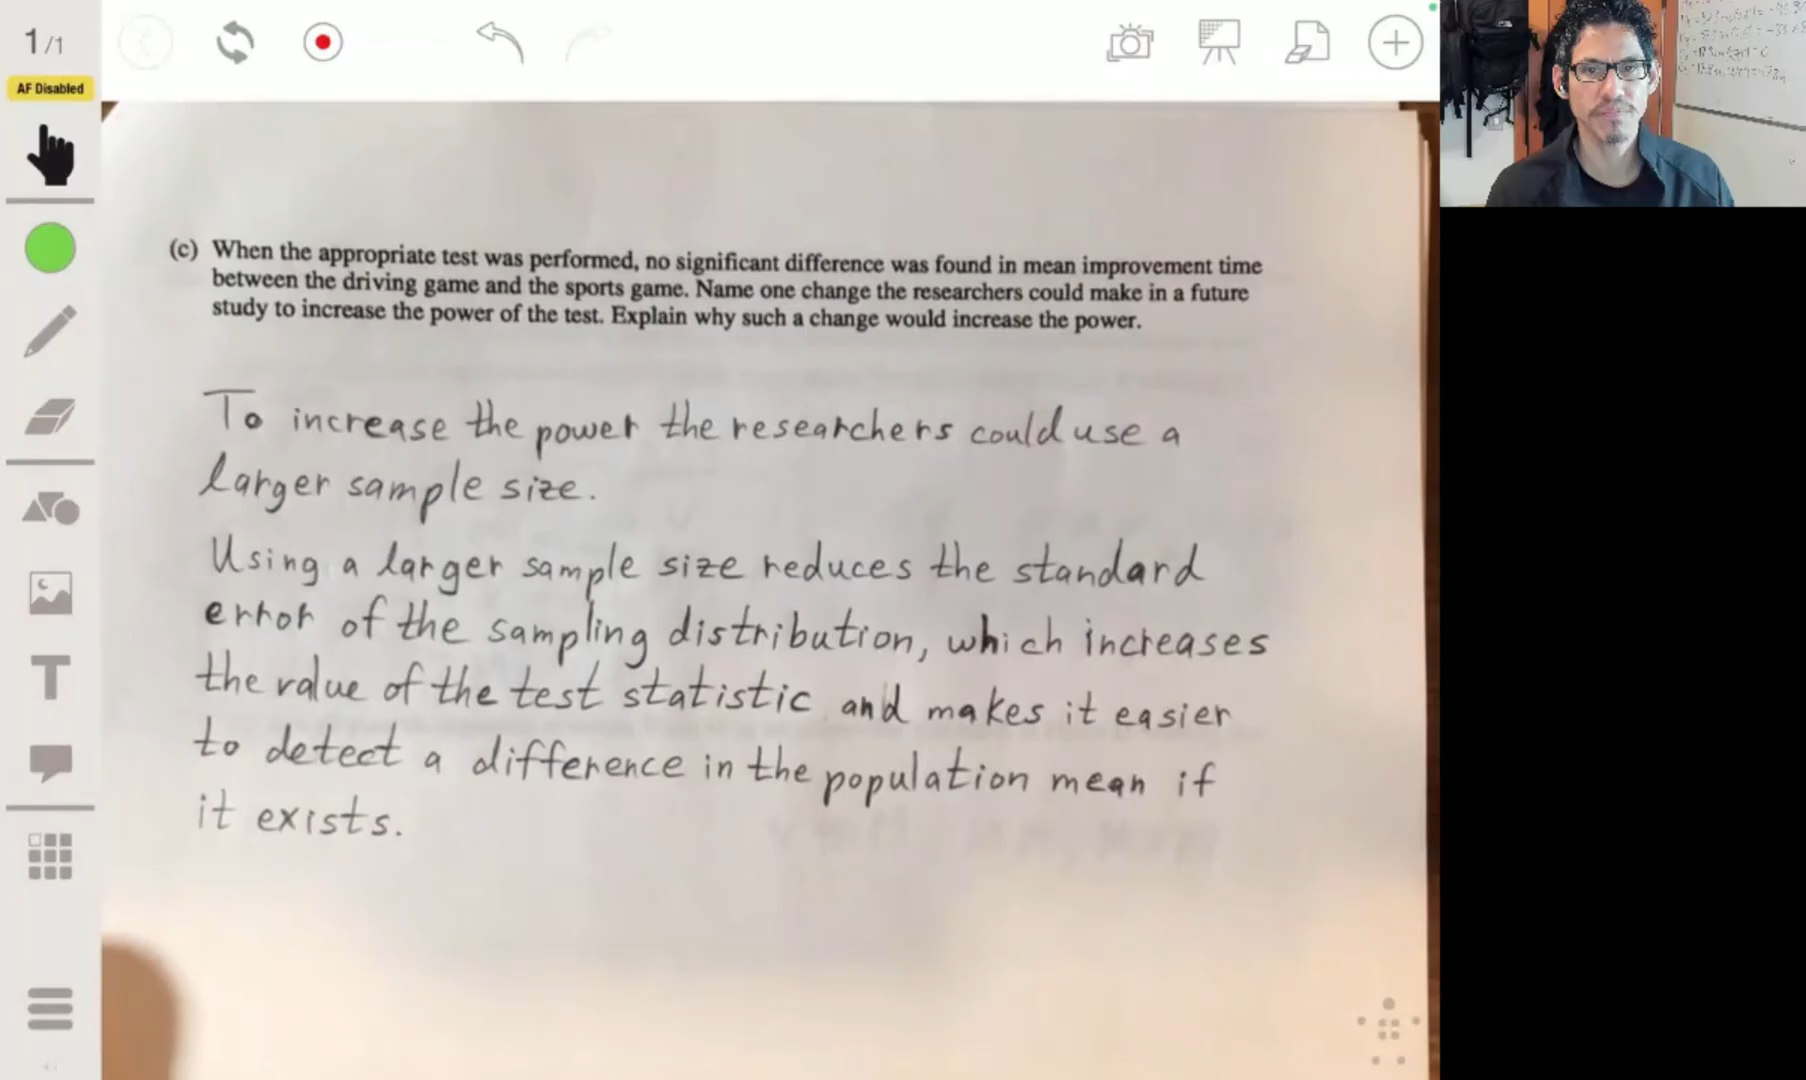 1/1
AF Disabled
(c) When the appropriate test was performed, no significant difference was found in mean improvement time
between the driving game and the sports game. Name one change the researchers could make in a future
study to increase the power of the test. Explain why such a change would increase the power.
To increase the power the researchers could use a
larger sample size.
Using a larger sample size reduces the standard
error of the sampling distribution, which increases
the value of the test statistic and makes it easier
to detect a difference in the population mean if
it exists.
T